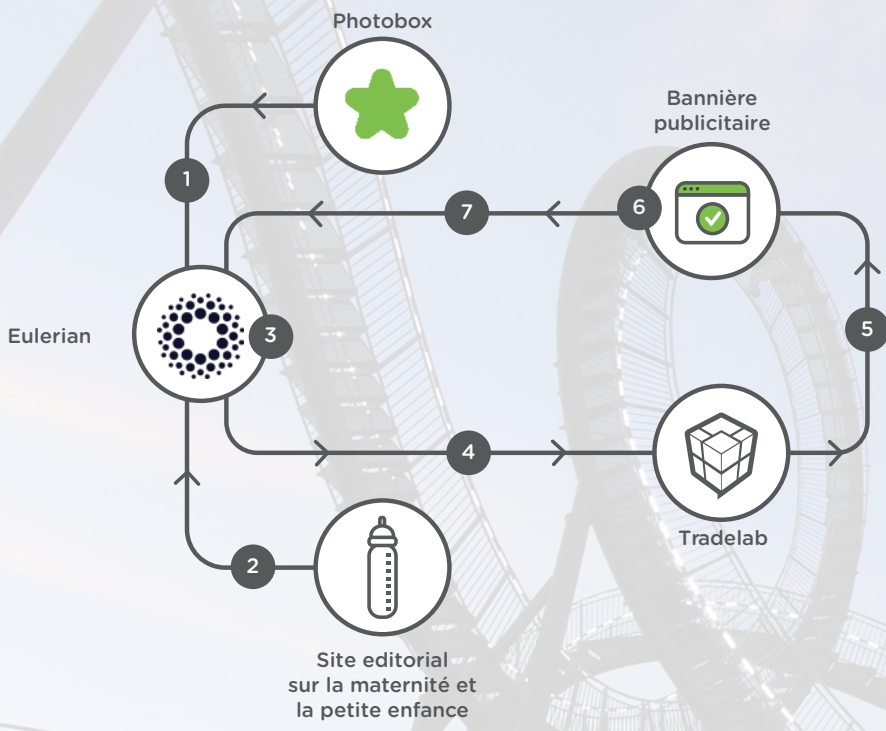 Photobox
Bannière
publicitaire
1
7
6
Eulerian
3
5
4
Tradelab
2
Site editorial
sur la maternité et
la petite enfance